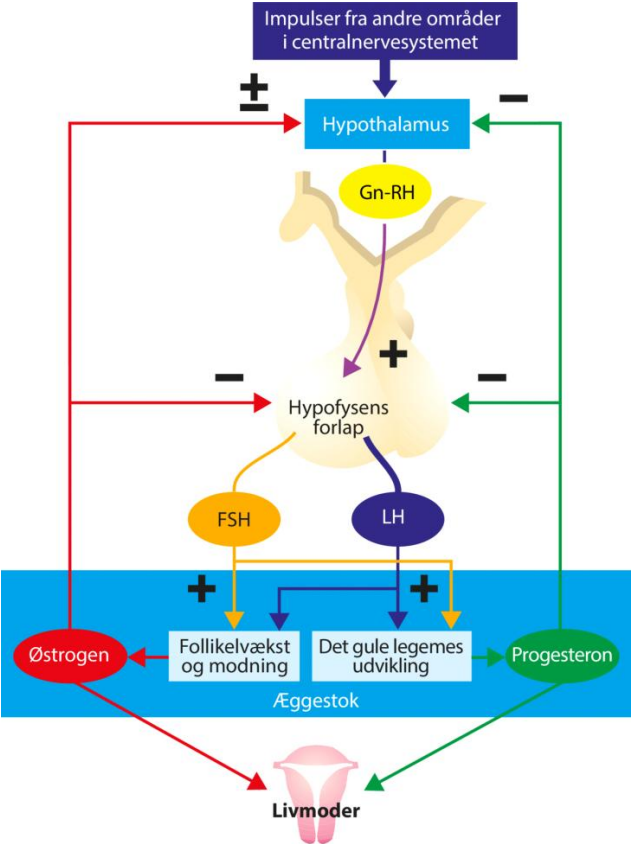 Impulser fra andre områder
i centralnervesystemet
±
−
Hypothalamus
Gn-RH
+
−
−
Hypofysens
forlap
FSH
LH
+
+
Østrogen
Follikelvækst
og modning
Det gule legemes
udvikling
Progesteron
Æggestok
Livmoder